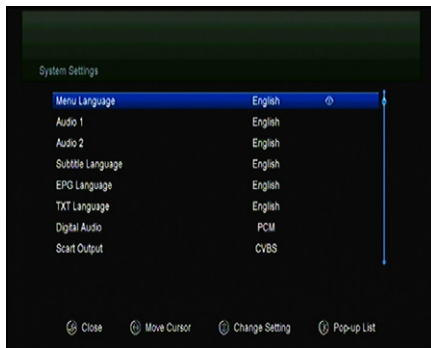 System Settings
Menu Language English
Audio 1 English
Audio 2 English
Subtitle Language English
EPG Language English
TXT Language English
Digital Audio PCM
Scart Output CVBS
Close Move Cursor Change Setting Pop-up List